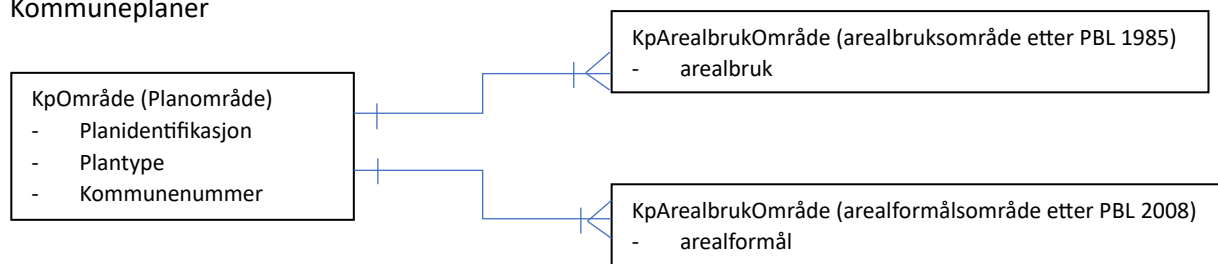 Kommuneplaner
KpOmråde (Planområde)
- Planidentifikasjon
- Plantype
- Kommunenummer
KpArealbrukOmråde (arealbruksområde etter PBL 1985)
- arealbruk
KpArealbrukOmråde (arealformålsområde etter PBL 2008)
- arealformål